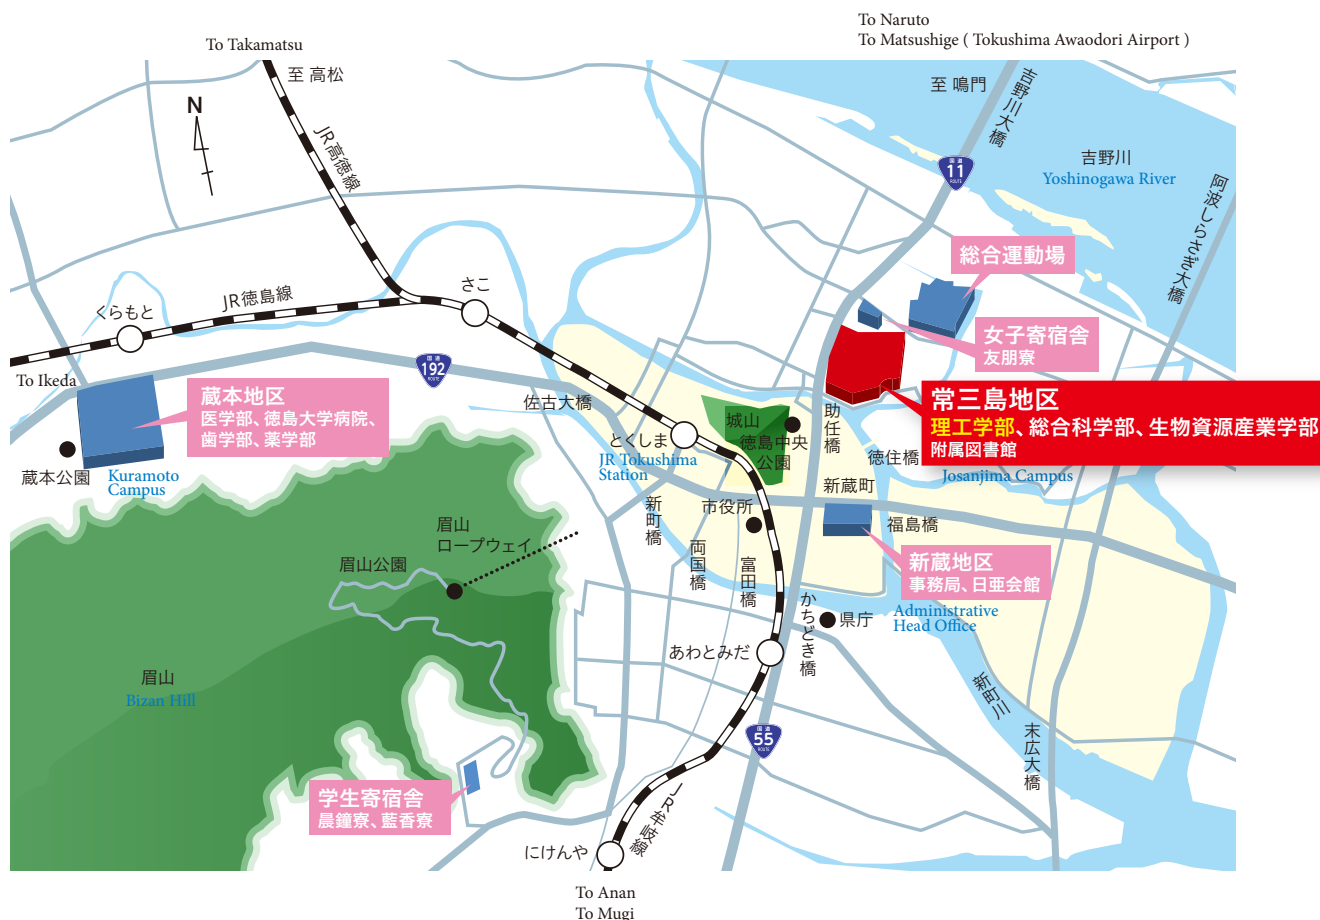 To Naruto
To Matsushige ( Tokushima Awaodori Airport )
To Takamatsu
至 高松
至 鳴門
吉野川大橋
N
JR高徳線
国道
11
ROUTE
吉野川
Yoshinogawa River
阿波しらさぎ大橋
総合運動場
さこ
JR徳島線
くらもと
女子寄宿舎
友朋寮
国道
192
ROUTE
To Ikeda
蔵本地区
医学部、徳島大学病院、
歯学部、薬学部
佐古大橋
常三島地区
理工学部、総合科学部、生物資源産業学部
附属図書館
助任橋
城山
徳島中央
公園
とくしま
JR Tokushima
Station
徳住橋
Josanjima Campus
蔵本公園
Kuramoto
Campus
新蔵町
新町橋
市役所
福島橋
眉山
ロープウェイ
両国橋
富田橋
新蔵地区
事務局、日亜会館
眉山公園
かちどき橋
県庁
Administrative
Head Office
あわとみだ
眉山
Bizan Hill
新町川
末広大橋
国道
55
ROUTE
学生寄宿舎
晨鐘寮、藍香寮
JR牟岐線
にけんや
To Anan
To Mugi